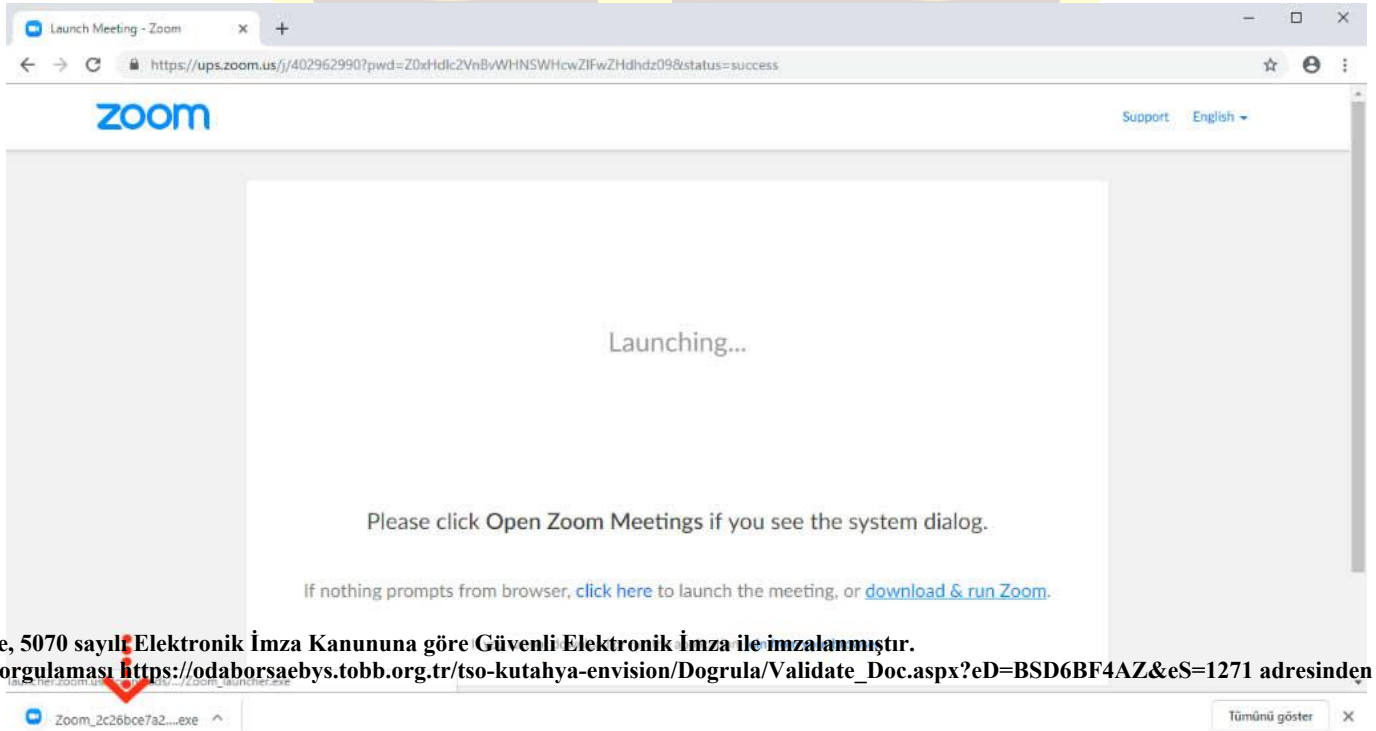 Launch Meeting - Zoom
https://ups.zoom.us/j/402962990?pwd=Z0xHdlc2VnBvWHNSWHcwZlFwZHdhdz09&status=success
zoom
Support English
Launching...
Please click Open Zoom Meetings if you see the system dialog.
If nothing prompts from browser, click here to launch the meeting, or download & run Zoom.
e, 5070 sayılı Elektronik İmza Kanununa göre Güvenli Elektronik İmza ile imzalanmıştır.
orgulaması https://odaborsaebys.tobb.org.tr/tso-kutahya-envision/Dogrula/Validate_Doc.aspx?eD=BSD6BF4AZ&eS=1271 adresinden
Zoom_2c26bce7a2....exe
Tümünü göster